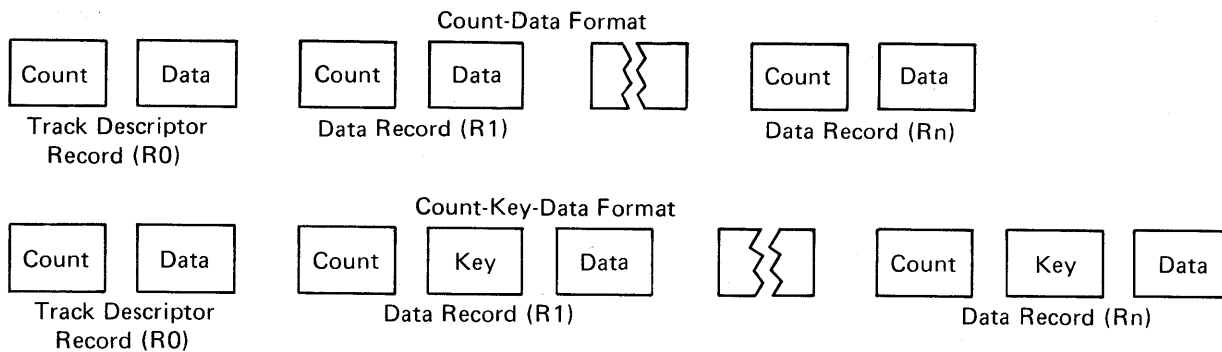 Count-Data Format
Count Data Count Data Count Data
Track Descriptor
Record (R0)
Data Record (R1)
Data Record (Rn)
Count-Key-Data Format
Count Data Count Key Data Count Key Data
Track Descriptor
Record (R0)
Data Record (R1)
Data Record (Rn)